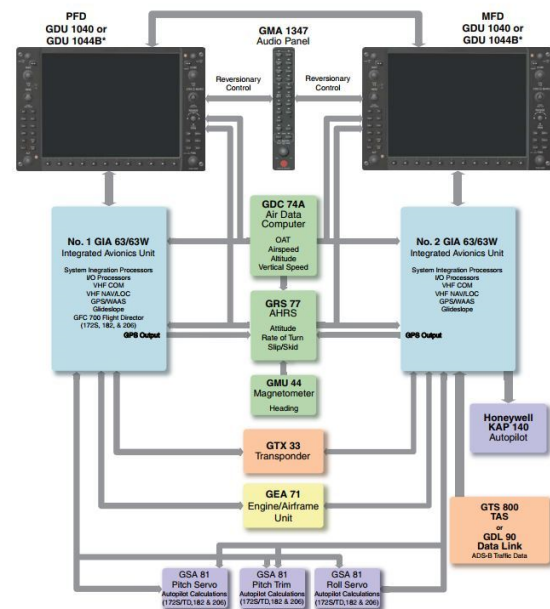 PFD
GDU 1040 or
GDU 1044B*
GMA 1347
Audio Panel
MFD
GDU 1040 or
GDU 1044B*
Reversionary
Control
Reversionary
Control
No. 1 GIA 63/63W
Integrated Avionics Unit
System Integration Processors
I/O Processors
VHF COM
VHF NAV/LOC
GPS/WAAS
Glideslope
GFC 700 Flight Director
(172S, 182, & 206)
GPS Output
GDC 74A
Air Data
Computer
OAT
Airspeed
Altitude
Vertical Speed
GRS 77
AHRS
Attitude
Rate of Turn
Slip/Skid
GMU 44
Magnetometer
Heading
No. 2 GIA 63/63W
Integrated Avionics Unit
System Integration Processors
I/O Processors
VHF COM
VHF NAV/LOC
GPS/WAAS
Glideslope
GPS Output
GTX 33
Transponder
Honeywell
KAP 140
Autopilot
GEA 71
Engine/Airframe
Unit
GTS 800
TAS
or
GDL 90
Data Link
ADS-B Traffic Data
GSA 81
Pitch Servo
Autopilot Calculations
(172S/TD,182 & 206)
GSA 81
Pitch Trim
Autopilot Calculations
(172S/TD,182 & 206)
GSA 81
Roll Servo
Autopilot Calculations
(172S/TD,182 & 206)